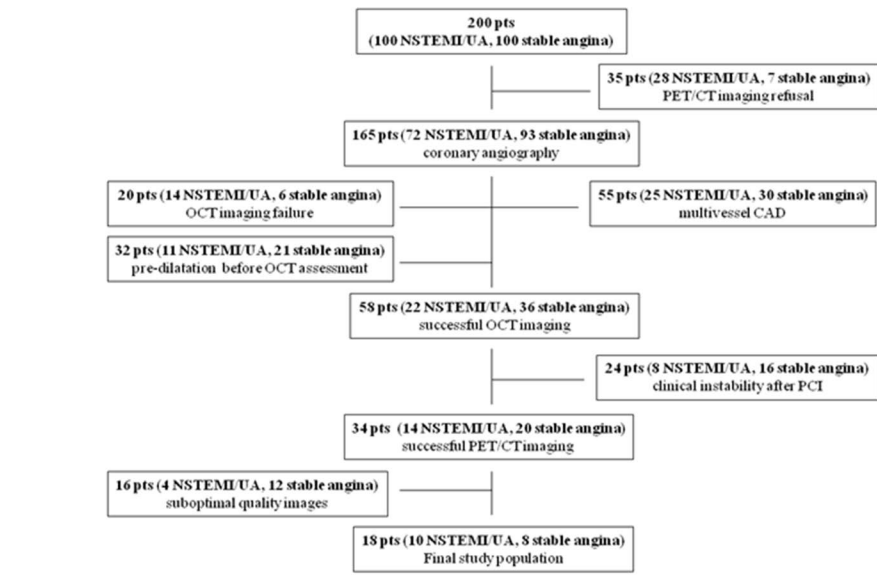 200 pts
(100 NSTEMI/UA, 100 stable angina)
35 pts (28 NSTEMI/UA, 7 stable angina)
PET/CT imaging refusal
165 pts (72 NSTEMI/UA, 93 stable angina)
coronary angiography
20 pts (14 NSTEMI/UA, 6 stable angina)
OCT imaging failure
55 pts (25 NSTEMI/UA, 30 stable angina)
multivessel CAD
32 pts (11 NSTEMI/UA, 21 stable angina)
pre-dilatation before OCT assessment
58 pts (22 NSTEMI/UA, 36 stable angina)
successful OCT imaging
24 pts (8 NSTEMI/UA, 16 stable angina)
clinical instability after PCI
34 pts (14 NSTEMI/UA, 20 stable angina)
successful PET/CT imaging
16 pts (4 NSTEMI/UA, 12 stable angina)
suboptimal quality images
18 pts (10 NSTEMI/UA, 8 stable angina)
Final study population